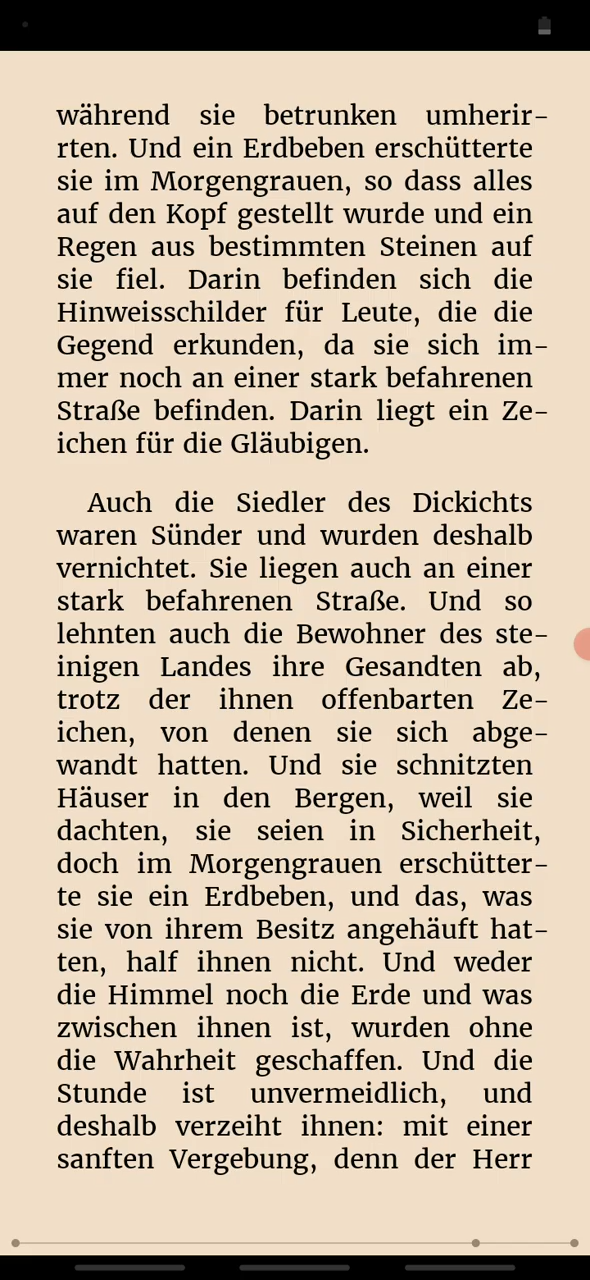 während sie betrunken umherir-
rten. Und ein Erdbeben erschütterte
sie im Morgengrauen, so dass alles
auf den Kopf gestellt wurde und ein
Regen aus bestimmten Steinen auf
sie fiel. Darin befinden sich die
Hinweisschilder für Leute, die die
Gegend erkunden, da sie sich im-
mer noch an einer stark befahrenen
Straße befinden. Darin liegt ein Ze-
ichen für die Gläubigen.
Auch die Siedler des Dickichts
waren Sünder und wurden deshalb
vernichtet. Sie liegen auch an einer
stark befahrenen Straße. Und so
lehnten auch die Bewohner des ste-
inigen Landes ihre Gesandten ab,
trotz der ihnen offenbarten Ze-
ichen, von denen sie sich abge-
wandt hatten. Und sie schnitzten
Häuser in den Bergen, weil sie
dachten, sie seien in Sicherheit,
doch im Morgengrauen erschütter-
te sie ein Erdbeben, und das, was
sie von ihrem Besitz angehäuft hat-
ten, half ihnen nicht. Und weder
die Himmel noch die Erde und was
zwischen ihnen ist, wurden ohne
die Wahrheit geschaffen. Und die
Stunde ist unvermeidlich, und
deshalb verzeiht ihnen: mit einer
sanften Vergebung, denn der Herr